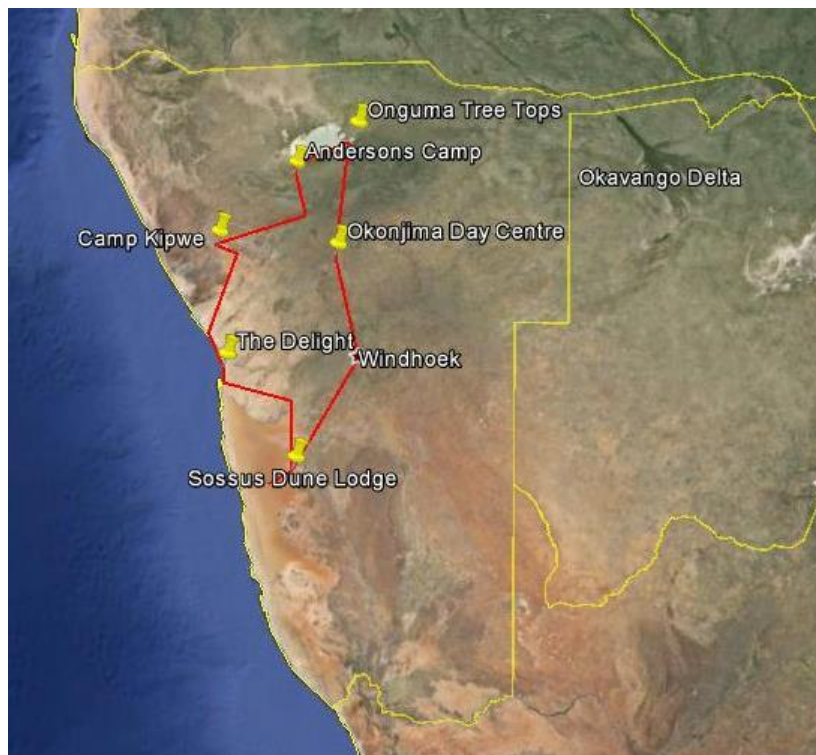 Onguma Tree Tops
Andersons Camp
Okavango Delta
Camp Kipwe
Okonjima Day Centre
The Delight
Windhoek
Sossus Dune Lodge